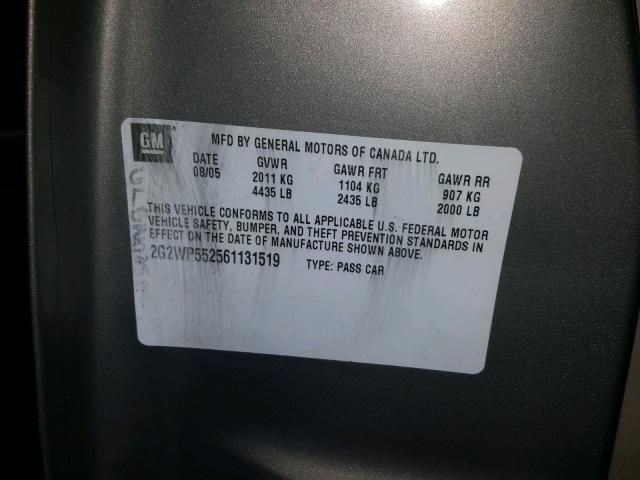 GM
MFD BY GENERAL MOTORS OF CANADA LTD.
DATE GVWR GAWR FRT GAWR RR
08/05 2011 KG 1104 KG 907 KG
4435 LB 2435 LB 2000 LB
THIS VEHICLE CONFORMS TO ALL APPLICABLE U.S. FEDERAL MOTOR
VEHICLE SAFETY, BUMPER, AND THEFT PREVENTION STANDARDS IN
EFFECT ON THE DATE OF MANUFACTURE SHOWN ABOVE.
2G2WP552561131519 TYPE: PASS CAR